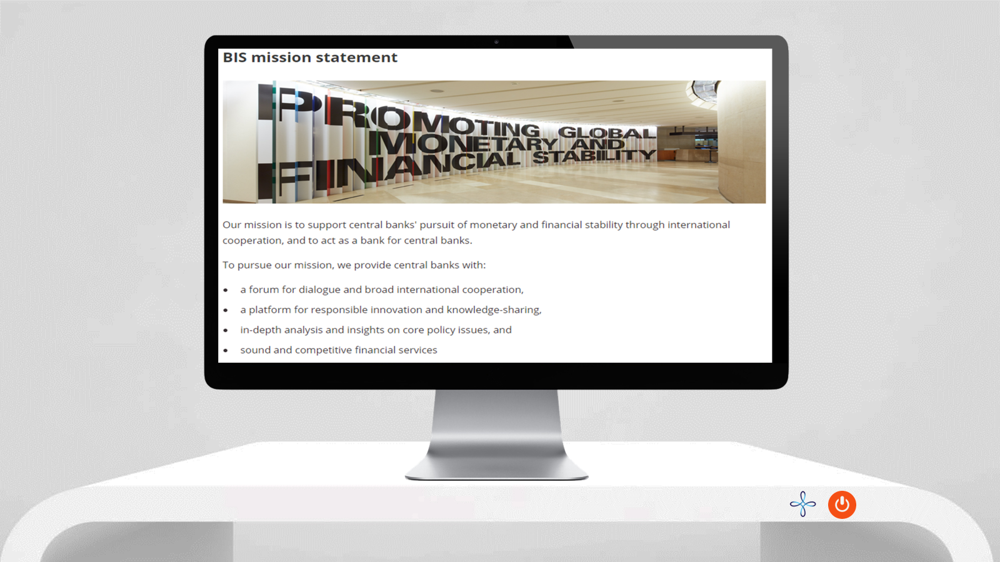 BIS mission statement
PROMOTING GLOBAL
MONETARY AND
FINANCIAL STABILITY
Our mission is to support central banks' pursuit of monetary and financial stability through international
cooperation, and to act as a bank for central banks.
To pursue our mission, we provide central banks with:
• a forum for dialogue and broad international cooperation,
• a platform for responsible innovation and knowledge-sharing,
• in-depth analysis and insights on core policy issues, and
• sound and competitive financial services